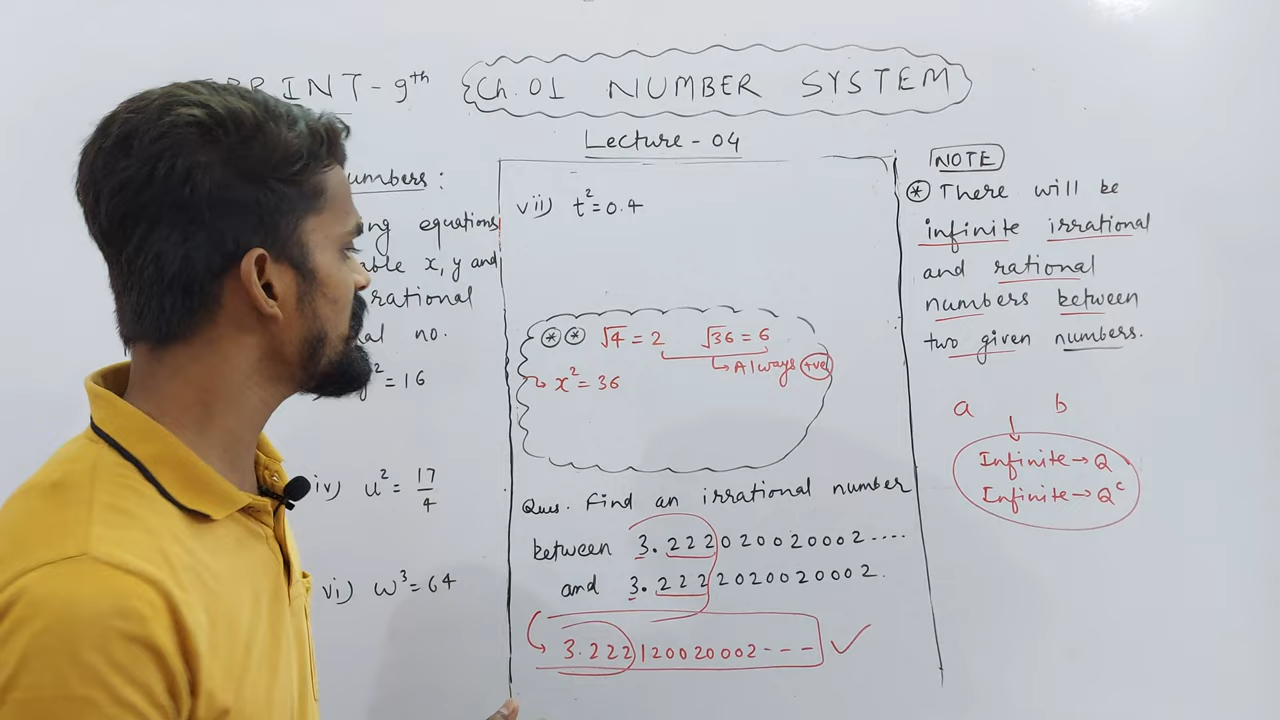 PRINT - 9th
Ch. 01 NUMBER SYSTEM
Lecture - 04
umbers :
ng equations
ble x, y and
rational
al no.
y² = 16
iv) u² = 17/4
vi) w³ = 64
vii) t² = 0.4
** √4 = 2 √36 = 6
Always +ve
x² = 36
Ques. Find an irrational number
between 3.222020020002....
and 3.2222020020002.
3.222120020002---
NOTE
* There will be
infinite irrational
and rational
numbers between
two given numbers.
a b
Infinite → Q
Infinite → Qᶜ